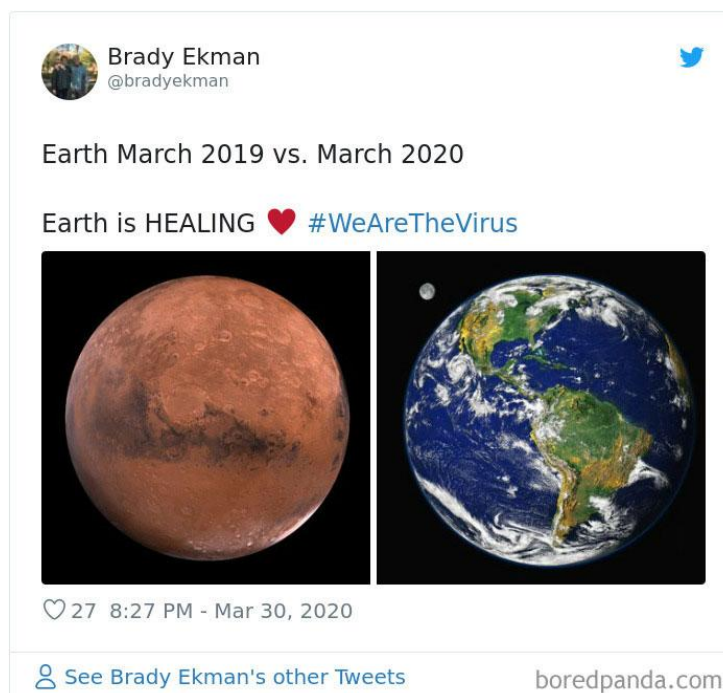 Brady Ekman
@bradyekman
Earth March 2019 vs. March 2020
Earth is HEALING ♥ #WeAreTheVirus
27 8:27 PM - Mar 30, 2020
See Brady Ekman's other Tweets
boredpanda.com